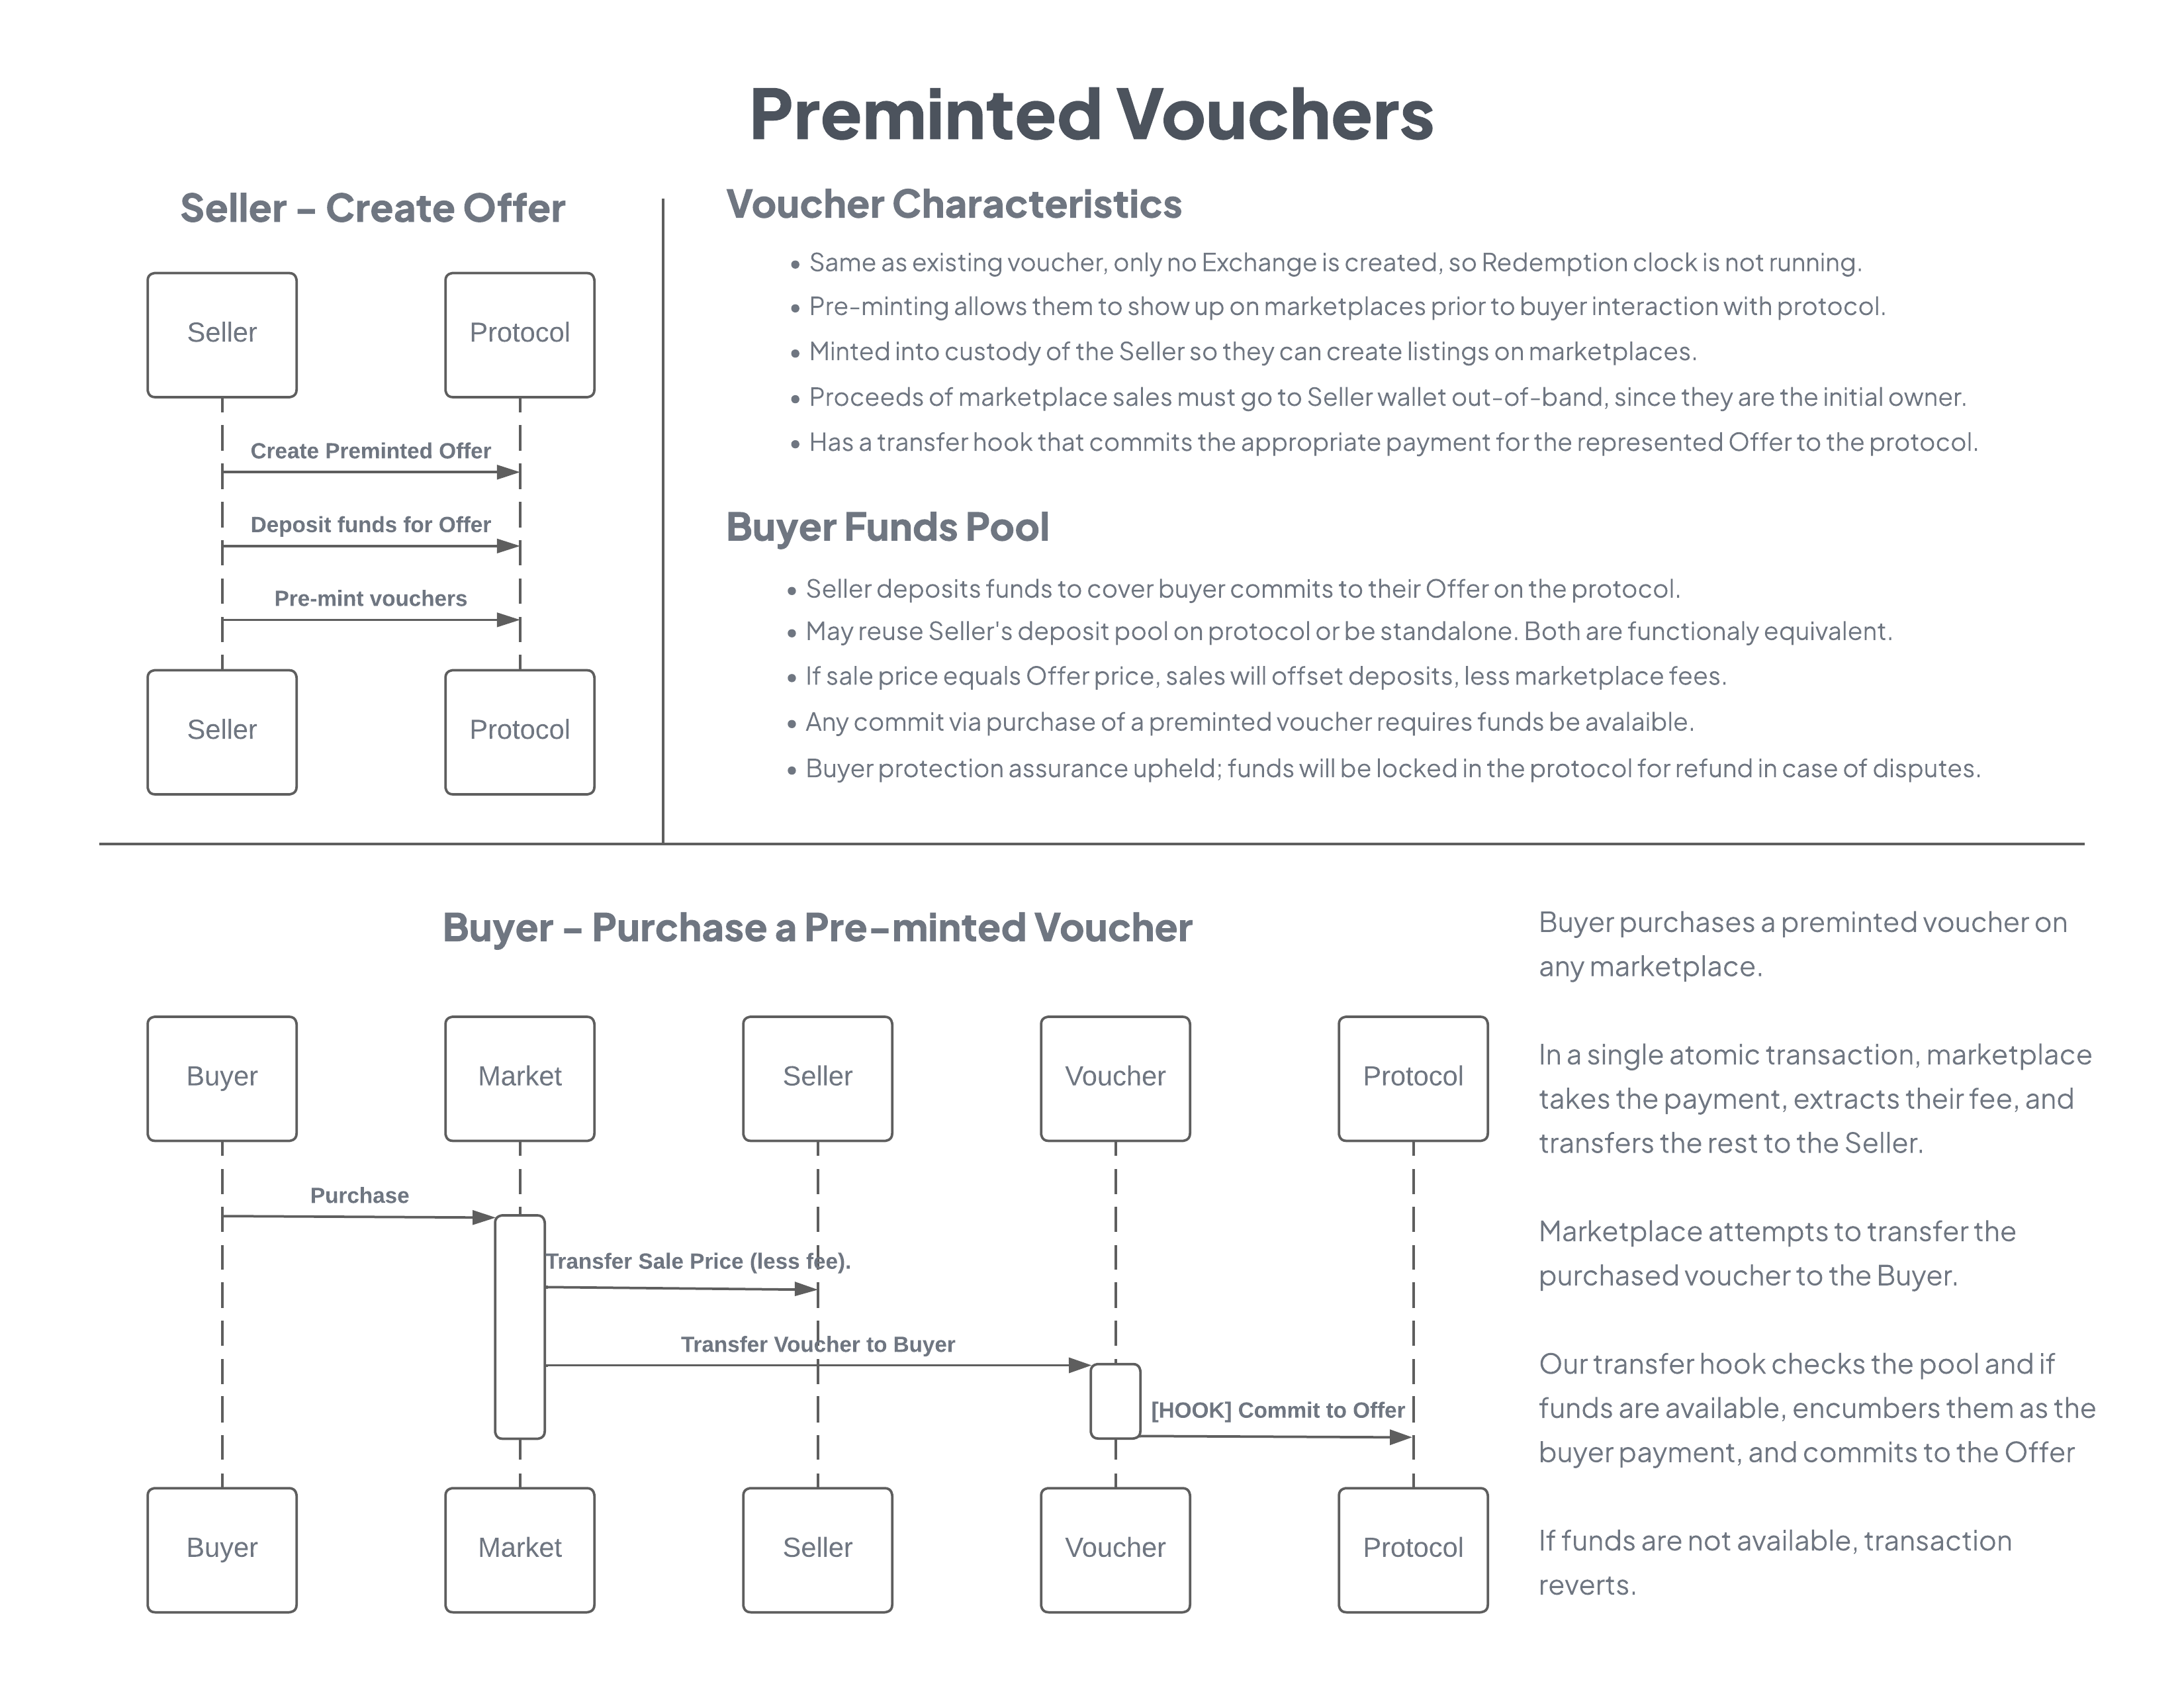 Preminted Vouchers
Seller – Create Offer
Seller
Protocol
Create Preminted Offer
Deposit funds for Offer
Pre-mint vouchers
Seller
Protocol
Voucher Characteristics
• Same as existing voucher, only no Exchange is created, so Redemption clock is not running.
• Pre-minting allows them to show up on marketplaces prior to buyer interaction with protocol.
• Minted into custody of the Seller so they can create listings on marketplaces.
• Proceeds of marketplace sales must go to Seller wallet out-of-band, since they are the initial owner.
• Has a transfer hook that commits the appropriate payment for the represented Offer to the protocol.
Buyer Funds Pool
• Seller deposits funds to cover buyer commits to their Offer on the protocol.
• May reuse Seller's deposit pool on protocol or be standalone. Both are functionaly equivalent.
• If sale price equals Offer price, sales will offset deposits, less marketplace fees.
• Any commit via purchase of a preminted voucher requires funds be avalaible.
• Buyer protection assurance upheld; funds will be locked in the protocol for refund in case of disputes.
Buyer – Purchase a Pre-minted Voucher
Buyer
Market
Seller
Voucher
Protocol
Purchase
Transfer Sale Price (less fee).
Transfer Voucher to Buyer
[HOOK] Commit to Offer
Buyer
Market
Seller
Voucher
Protocol
Buyer purchases a preminted voucher on
any marketplace.
In a single atomic transaction, marketplace
takes the payment, extracts their fee, and
transfers the rest to the Seller.
Marketplace attempts to transfer the
purchased voucher to the Buyer.
Our transfer hook checks the pool and if
funds are available, encumbers them as the
buyer payment, and commits to the Offer
If funds are not available, transaction
reverts.